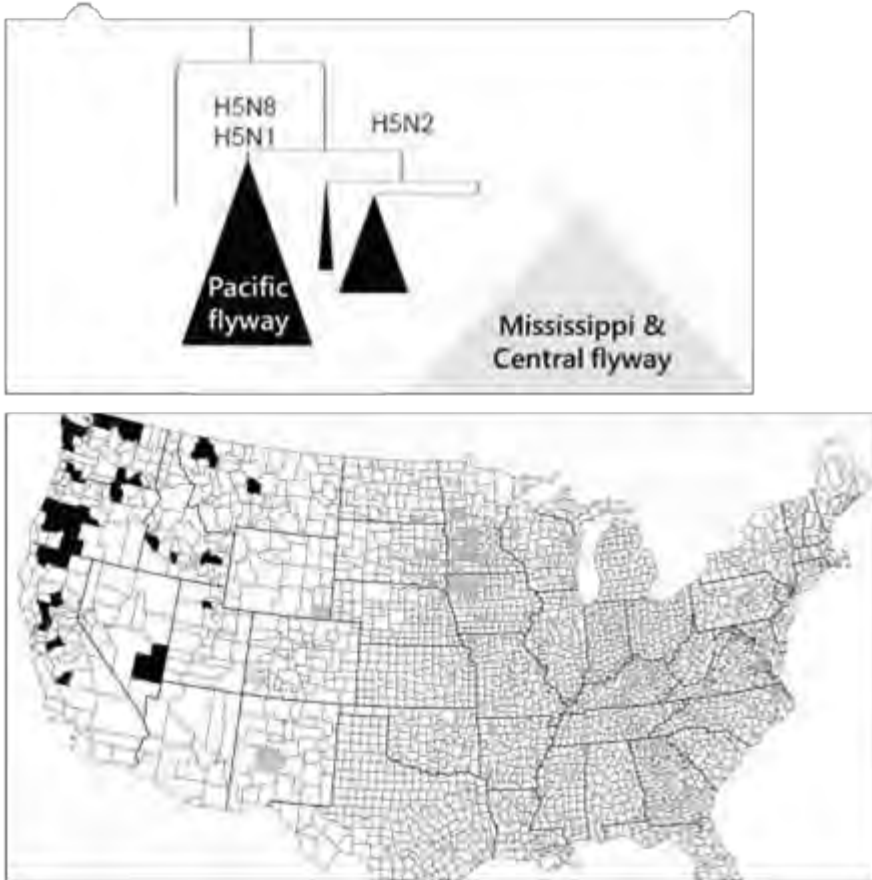 H5N8
H5N1
H5N2
Pacific
flyway
Mississippi &
Central flyway